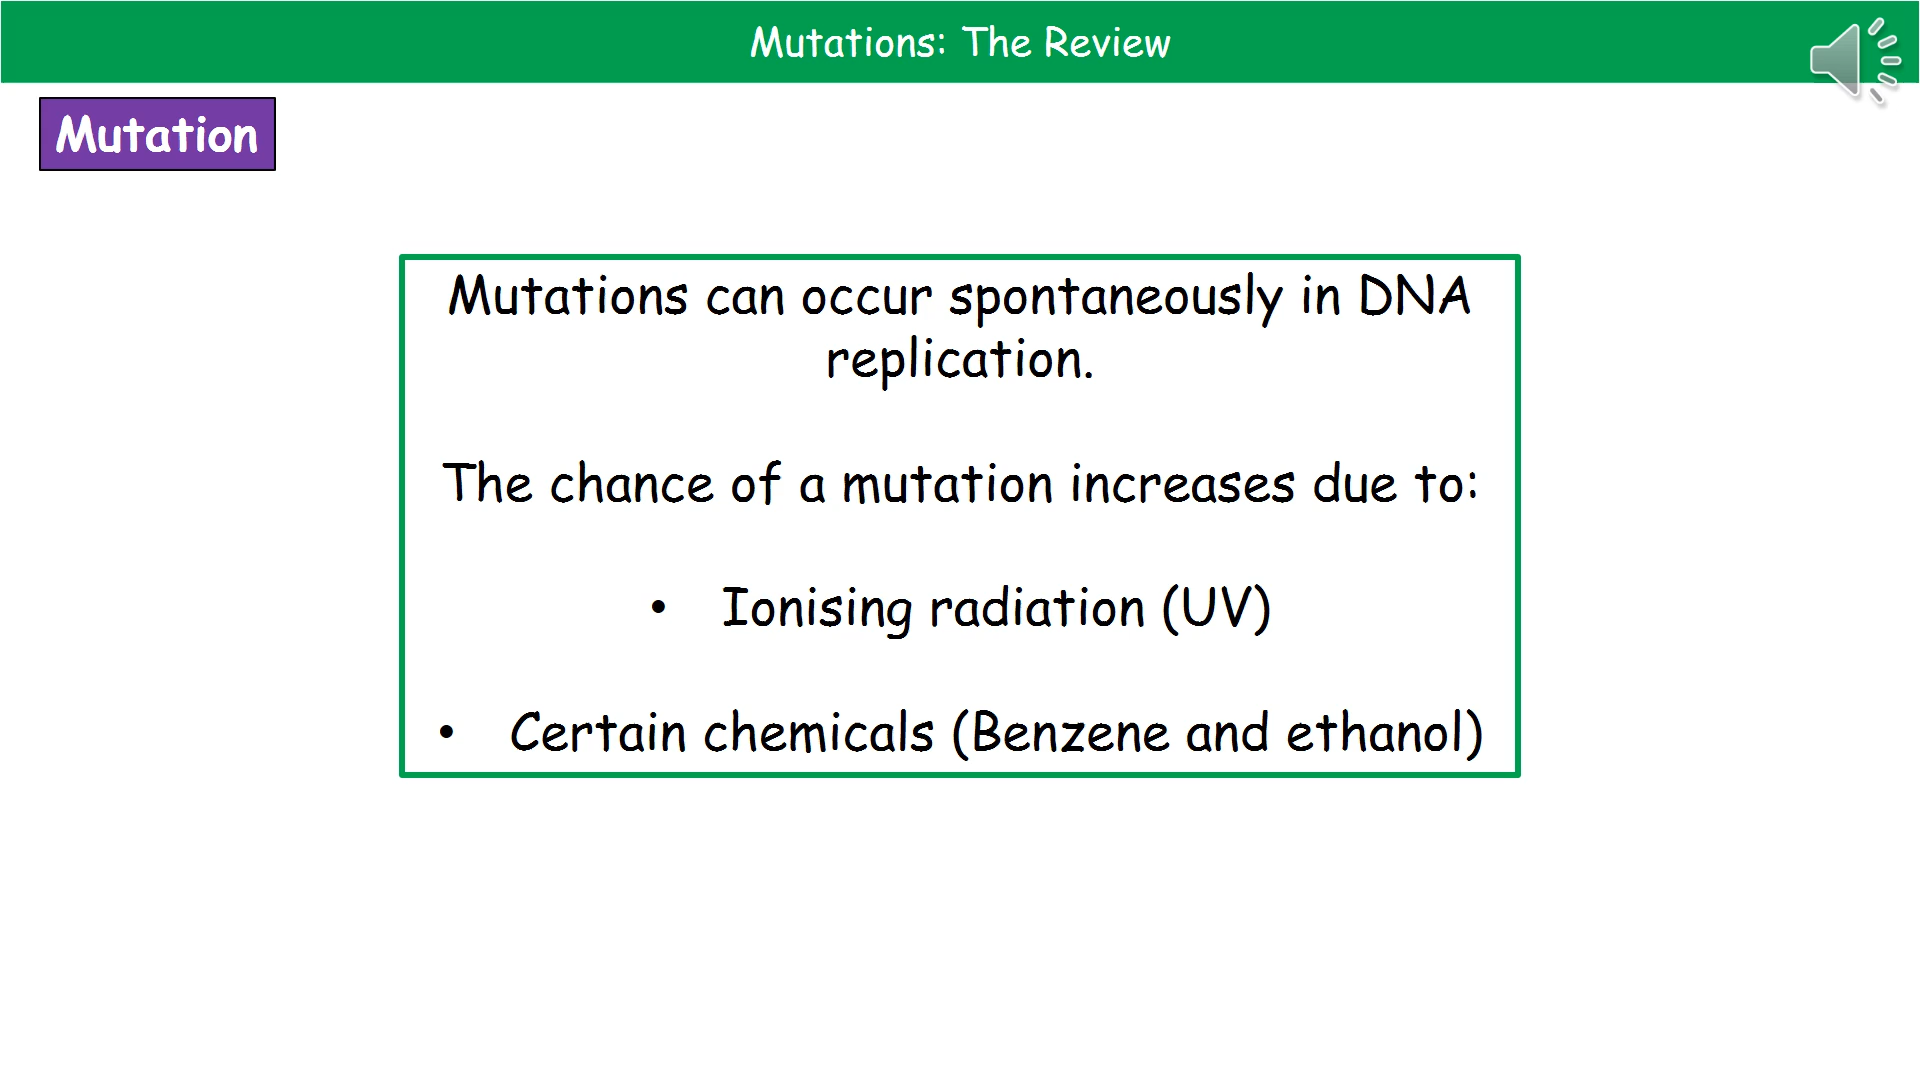 Mutations: The Review
Mutation
Mutations can occur spontaneously in DNA
replication.
The chance of a mutation increases due to:
• Ionising radiation (UV)
• Certain chemicals (Benzene and ethanol)